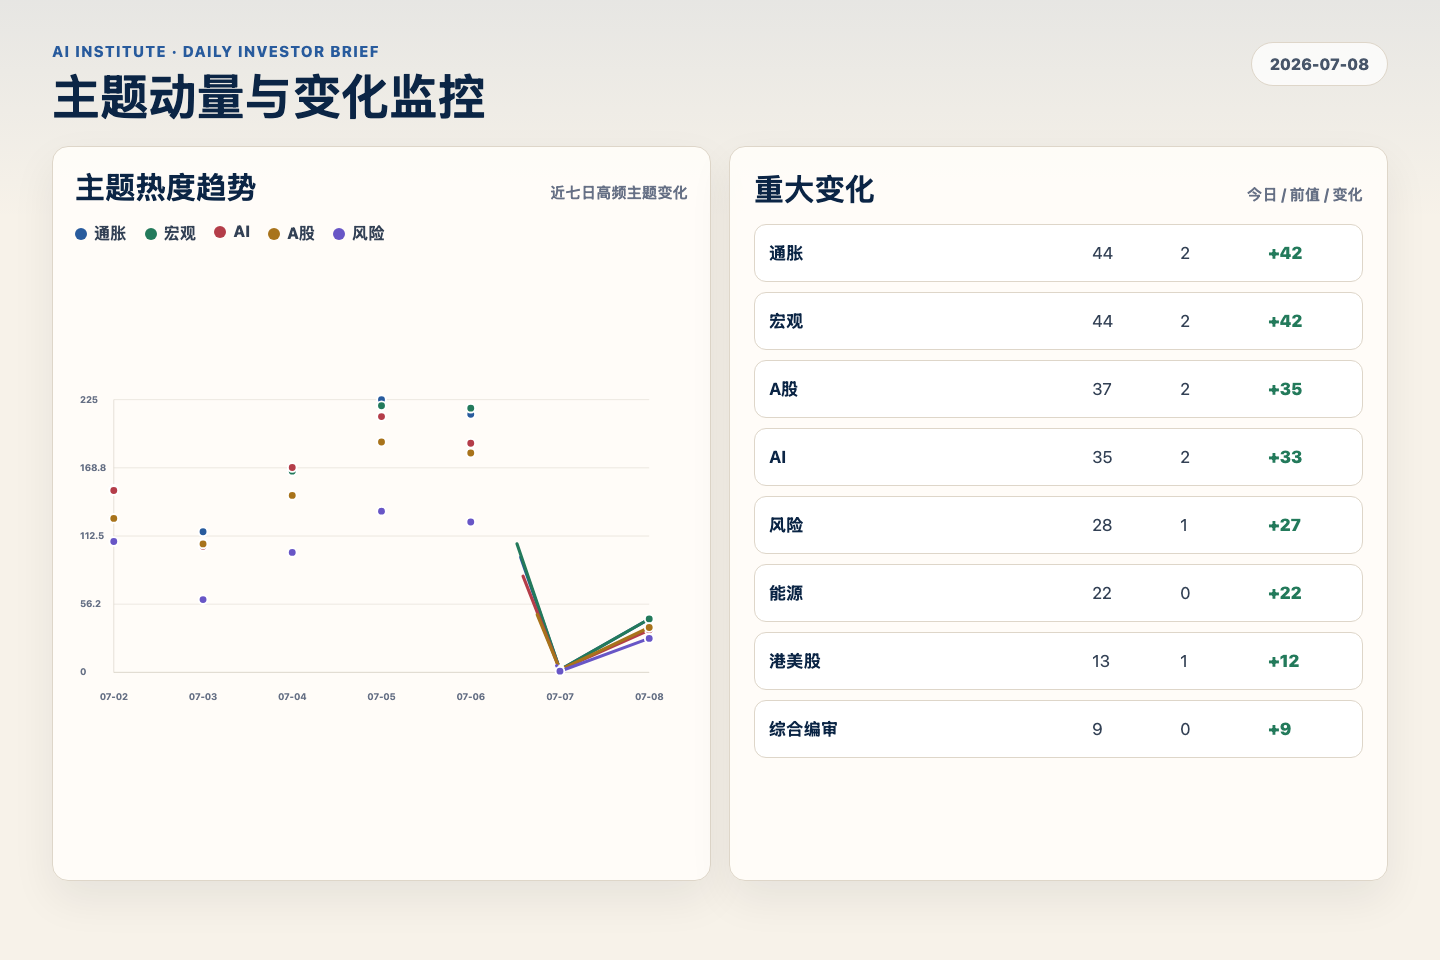 AI INSTITUTE · DAILY INVESTOR BRIEF
主题动量与变化监控
2026-07-08
主题热度趋势
近七日高频主题变化
通胀 宏观 AI A股 风险
225
168.8
112.5
56.2
0
07-02 07-03 07-04 07-05 07-06 07-07 07-08
重大变化
今日 / 前值 / 变化
通胀 44 2 +42
宏观 44 2 +42
A股 37 2 +35
AI 35 2 +33
风险 28 1 +27
能源 22 0 +22
港美股 13 1 +12
综合编审 9 0 +9